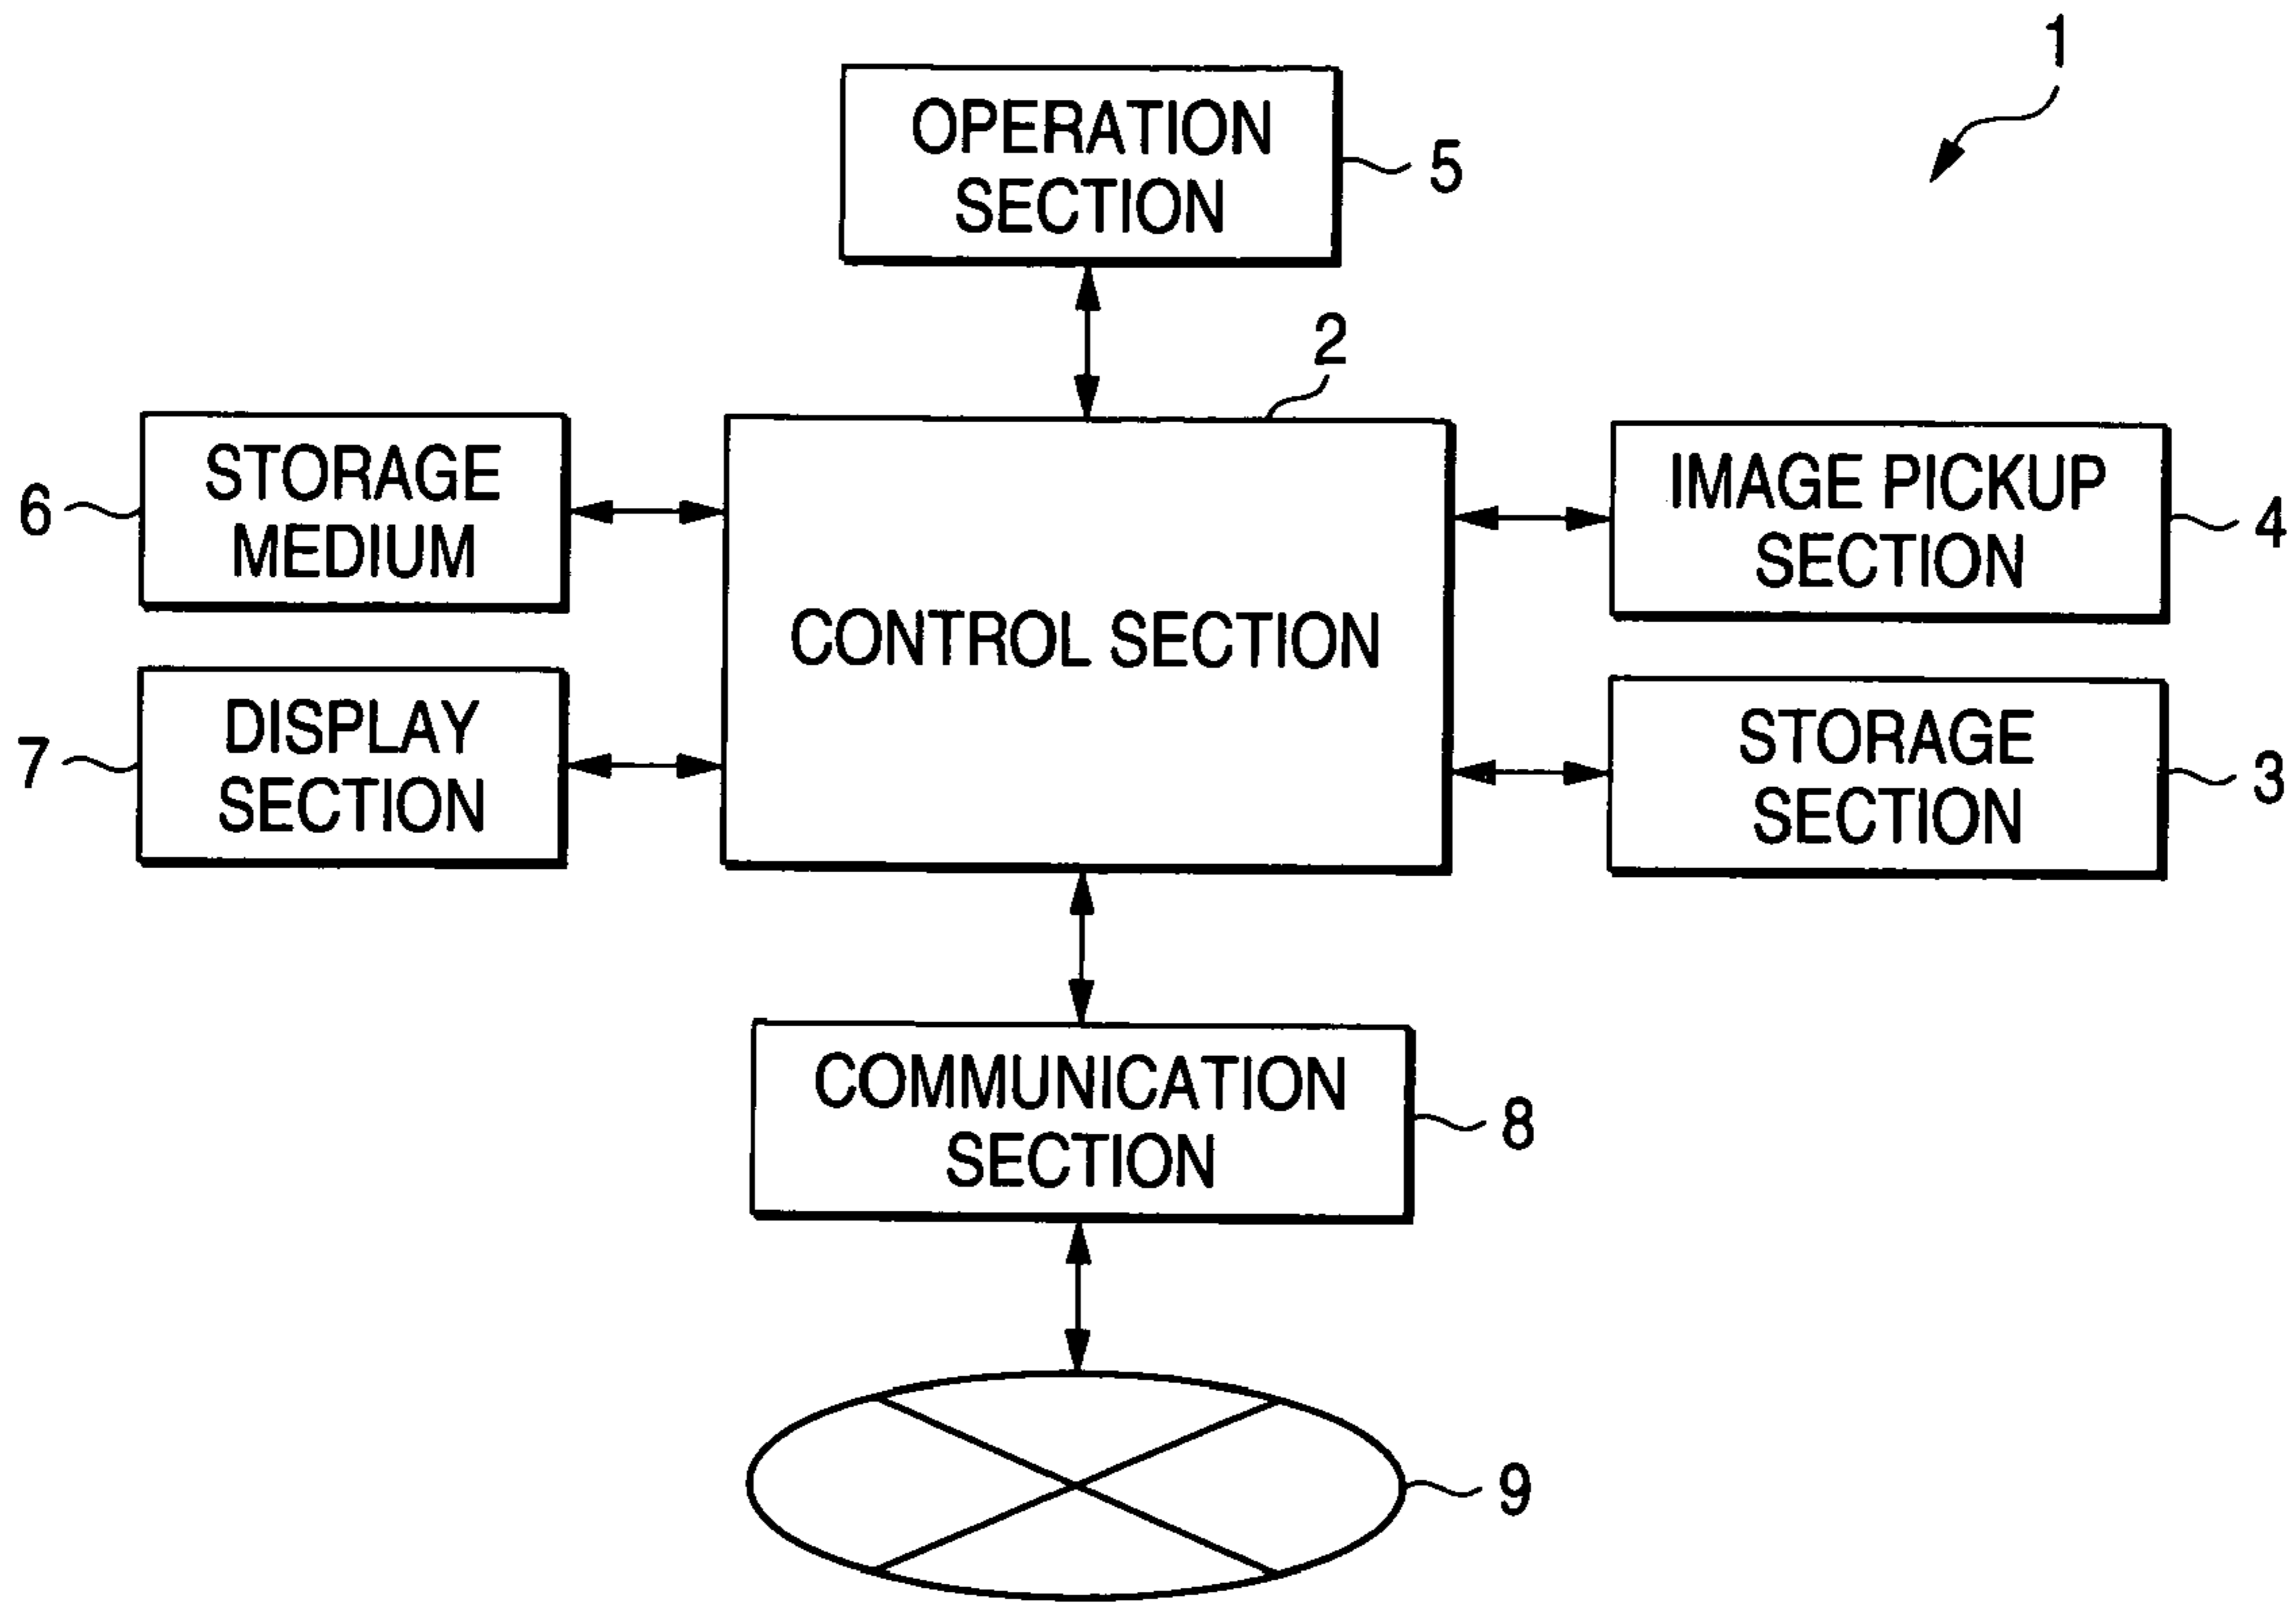 1
OPERATION
SECTION
5
2
STORAGE
MEDIUM
6
IMAGE PICKUP
SECTION
4
CONTROL SECTION
DISPLAY
SECTION
7
STORAGE
SECTION
3
COMMUNICATION
SECTION
8
9